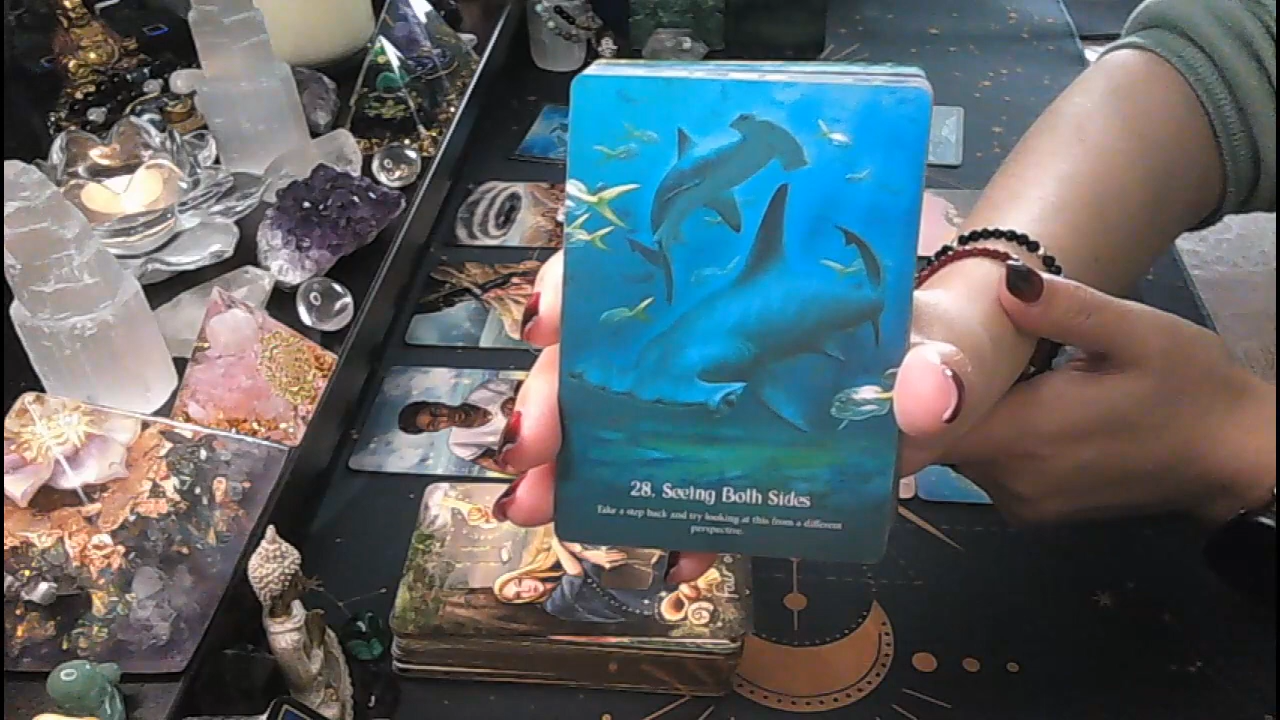 28. Seeing Both Sides
Take a step back and try looking at this from a different
perspective.